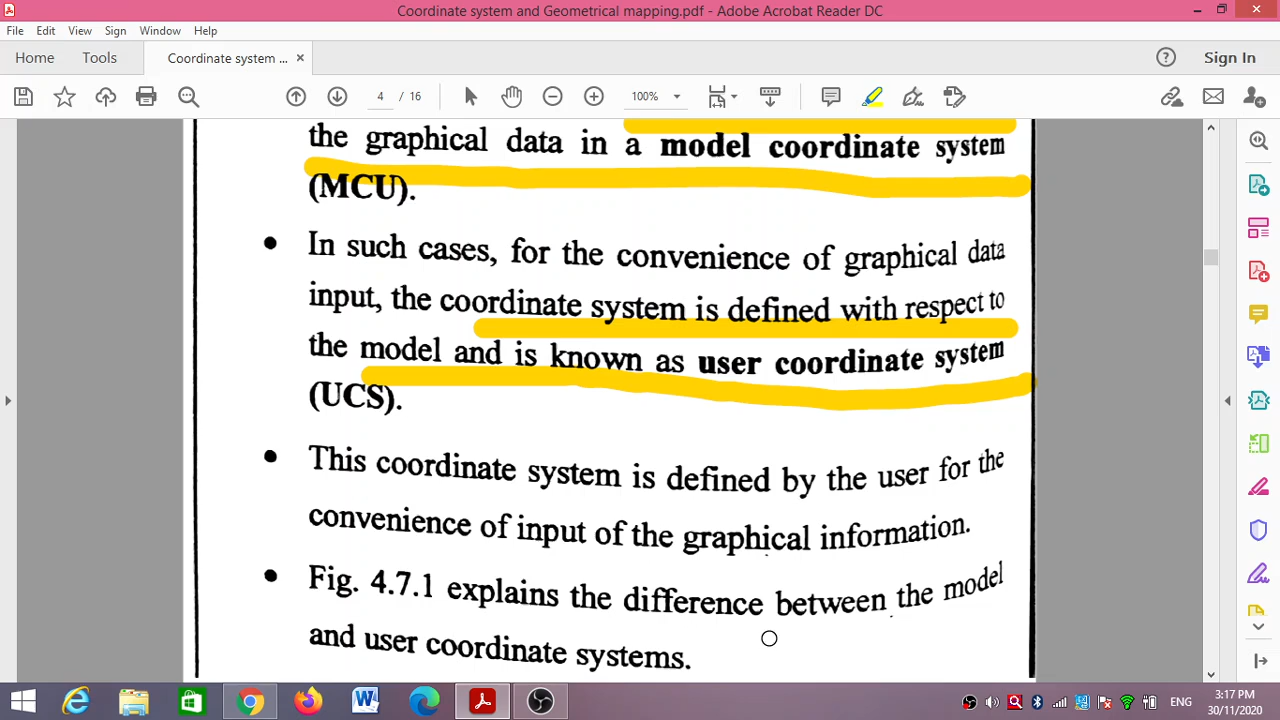 Coordinate system and Geometrical mapping.pdf - Adobe Acrobat Reader DC
File Edit View Sign Window Help
Home Tools Coordinate system ... × Sign In
4 / 16 100%
the graphical data in a model coordinate system
(MCU).
• In such cases, for the convenience of graphical data
input, the coordinate system is defined with respect to
the model and is known as user coordinate system
(UCS).
• This coordinate system is defined by the user for the
convenience of input of the graphical information.
• Fig. 4.7.1 explains the difference between the model
and user coordinate systems.
ENG 3:17 PM
30/11/2020